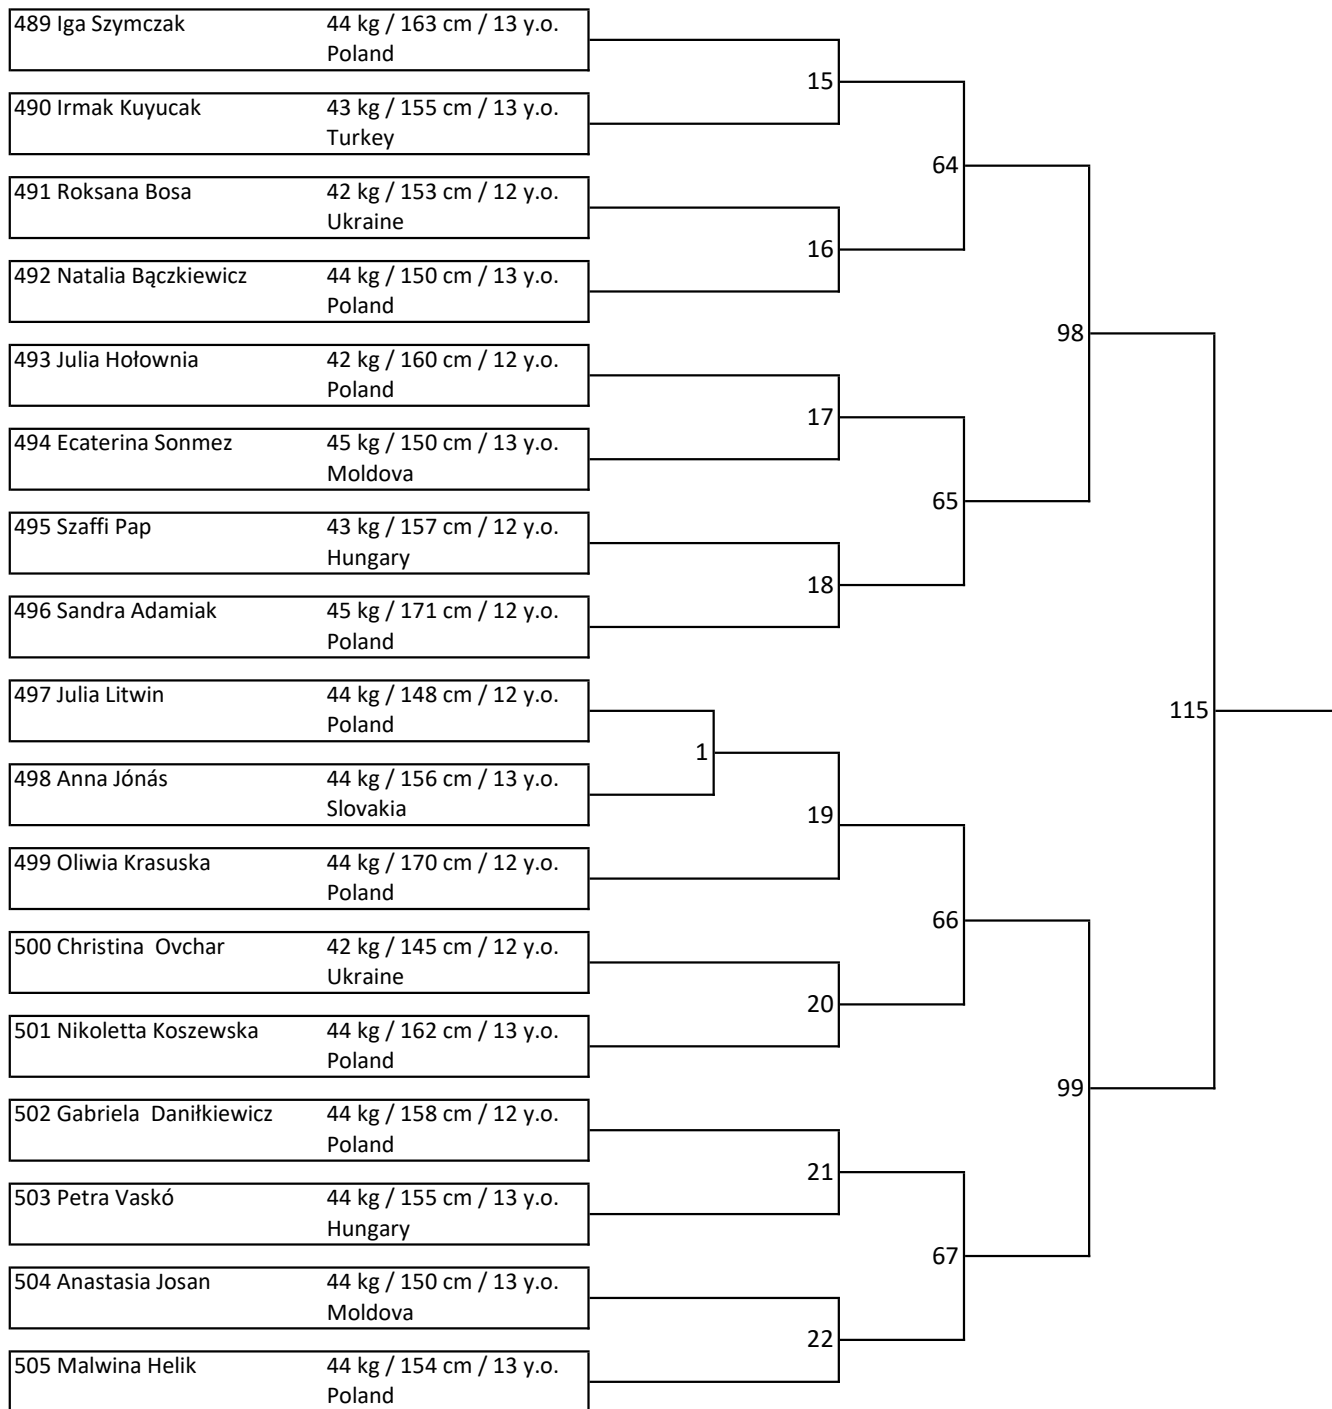 489 Iga Szymczak 44 kg / 163 cm / 13 y.o.
Poland
15
490 Irmak Kuyucak 43 kg / 155 cm / 13 y.o.
Turkey
64
491 Roksana Bosa 42 kg / 153 cm / 12 y.o.
Ukraine
16
492 Natalia Bączkiewicz 44 kg / 150 cm / 13 y.o.
Poland
98
493 Julia Hołownia 42 kg / 160 cm / 12 y.o.
Poland
17
494 Ecaterina Sonmez 45 kg / 150 cm / 13 y.o.
Moldova
65
495 Szaffi Pap 43 kg / 157 cm / 12 y.o.
Hungary
18
496 Sandra Adamiak 45 kg / 171 cm / 12 y.o.
Poland
497 Julia Litwin 44 kg / 148 cm / 12 y.o.
Poland
115
1
498 Anna Jónás 44 kg / 156 cm / 13 y.o.
Slovakia
19
499 Oliwia Krasuska 44 kg / 170 cm / 12 y.o.
Poland
66
500 Christina  Ovchar 42 kg / 145 cm / 12 y.o.
Ukraine
20
501 Nikoletta Koszewska 44 kg / 162 cm / 13 y.o.
Poland
99
502 Gabriela  Daniłkiewicz 44 kg / 158 cm / 12 y.o.
Poland
21
503 Petra Vaskó 44 kg / 155 cm / 13 y.o.
Hungary
67
504 Anastasia Josan 44 kg / 150 cm / 13 y.o.
Moldova
22
505 Malwina Helik 44 kg / 154 cm / 13 y.o.
Poland